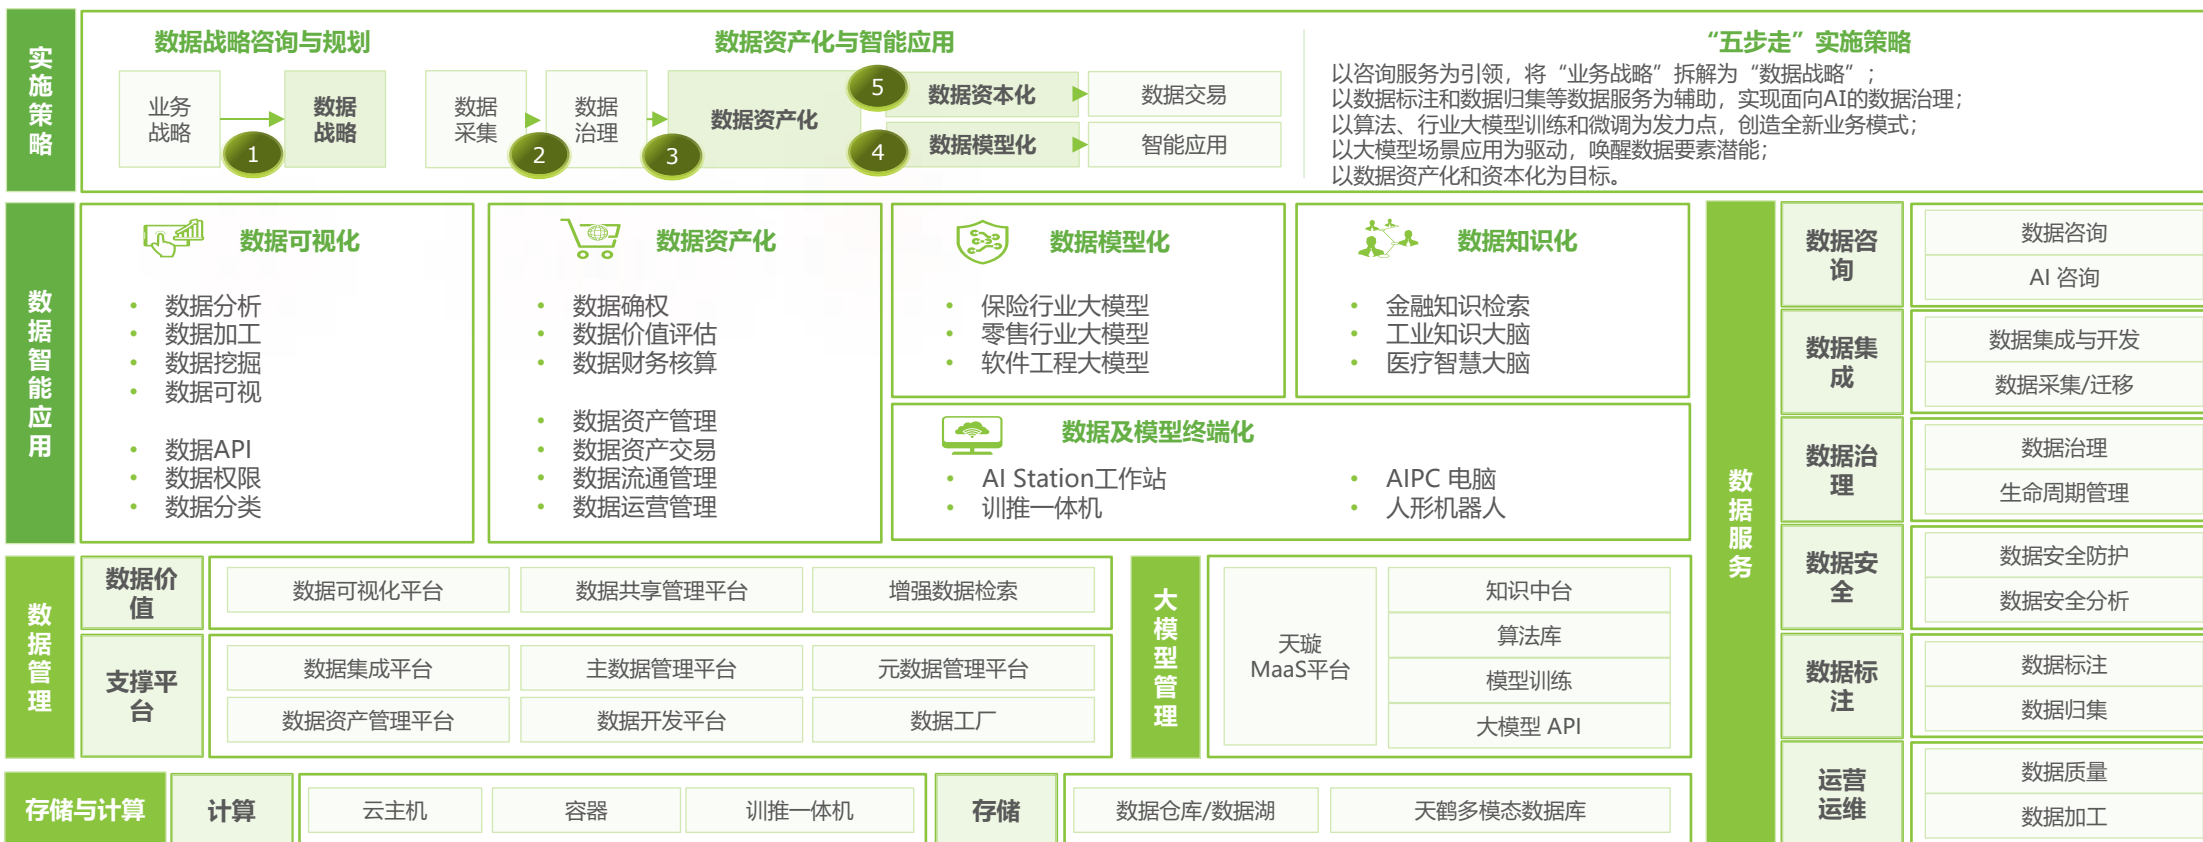 实施策略
数据战略咨询与规划
业务
战略
1
数据
战略
数据资产化与智能应用
数据
采集
2
数据
治理
3
数据资产化
5
数据资本化
数据交易
4
数据模型化
智能应用
“五步走”实施策略
以咨询服务为引领，将“业务战略”拆解为“数据战略”；
以数据标注和数据归集等数据服务为辅助，实现面向AI的数据治理；
以算法、行业大模型训练和微调为发力点，创造全新业务模式；
以大模型场景应用为驱动，唤醒数据要素潜能；
以数据资产化和资本化为目标。
数据智能应用
数据可视化
• 数据分析
• 数据加工
• 数据挖掘
• 数据可视
• 数据API
• 数据权限
• 数据分类
数据资产化
• 数据确权
• 数据价值评估
• 数据财务核算
• 数据资产管理
• 数据资产交易
• 数据流通管理
• 数据运营管理
数据模型化
• 保险行业大模型
• 零售行业大模型
• 软件工程大模型
数据知识化
• 金融知识检索
• 工业知识大脑
• 医疗智慧大脑
数据及模型终端化
• AI Station工作站
• 训推一体机
• AIPC 电脑
• 人形机器人
数据管理
数据价
值
数据可视化平台
数据共享管理平台
增强数据检索
支撑平
台
数据集成平台
主数据管理平台
元数据管理平台
数据资产管理平台
数据开发平台
数据工厂
大模型管理
天璇
MaaS平台
知识中台
算法库
模型训练
大模型 API
存储与计算
计算
云主机
容器
训推一体机
存储
数据仓库/数据湖
天鹤多模态数据库
数据服务
数据咨
询
数据咨询
AI 咨询
数据集
成
数据集成与开发
数据采集/迁移
数据治
理
数据治理
生命周期管理
数据安
全
数据安全防护
数据安全分析
数据标
注
数据标注
数据归集
运营
运维
数据质量
数据加工